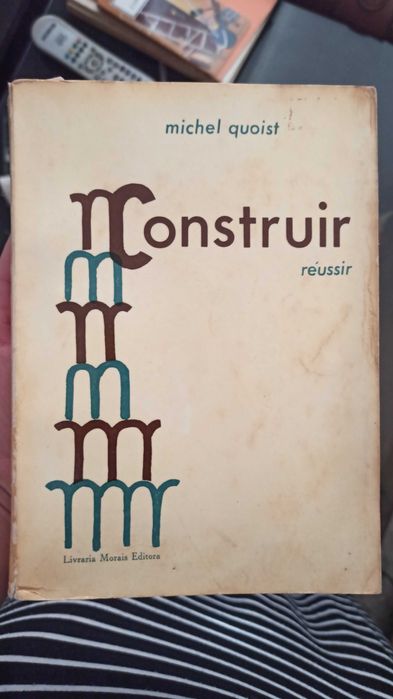 michel quoist
Construir
réussir
Livraria Morais Editora